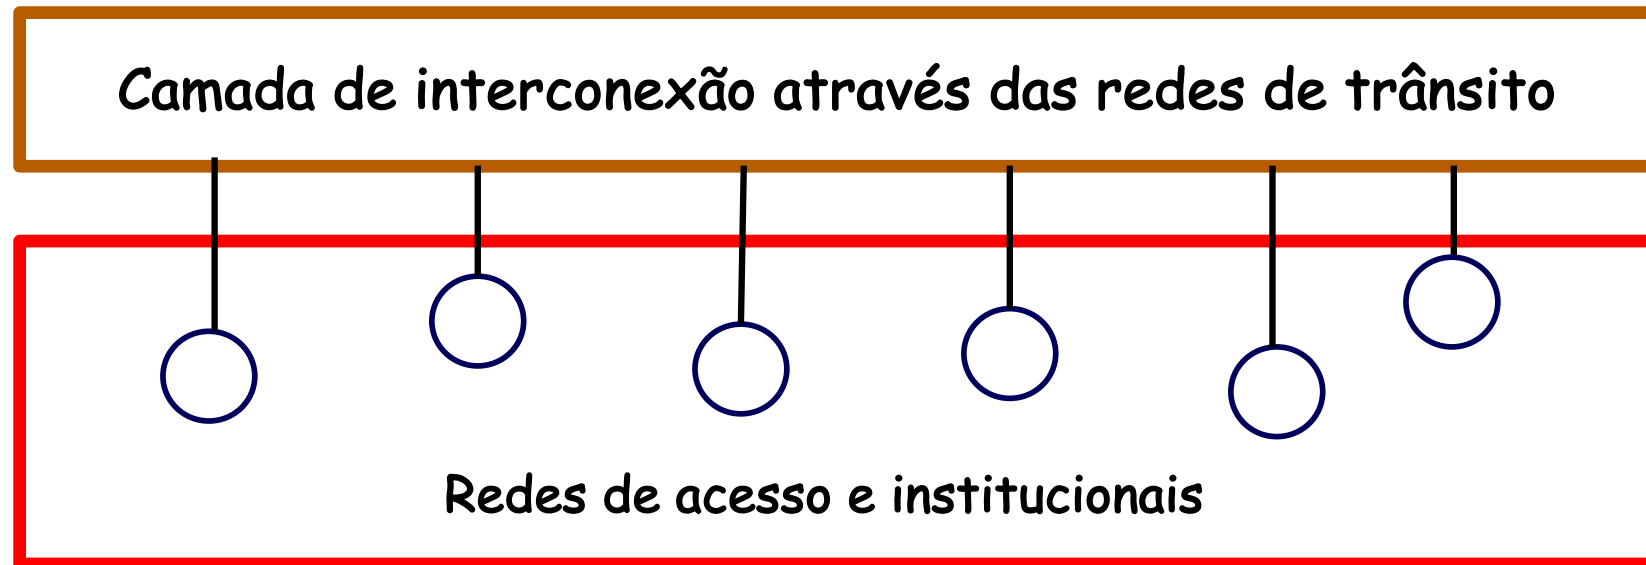 Camada de interconexão através das redes de trânsito
Redes de acesso e institucionais